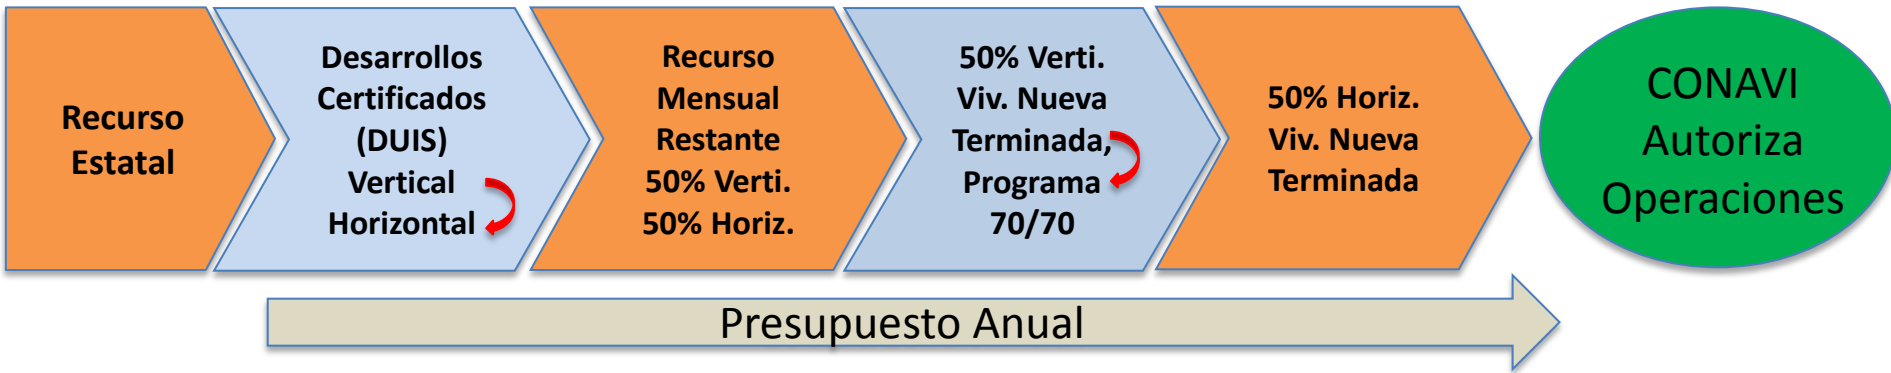 Recurso
Estatal
Desarrollos
Certificados
(DUIS)
Vertical
Horizontal
Recurso
Mensual
Restante
50% Verti.
50% Horiz.
50% Verti.
Viv. Nueva
Terminada,
Programa
70/70
50% Horiz.
Viv. Nueva
Terminada
CONAVI
Autoriza
Operaciones
Presupuesto Anual